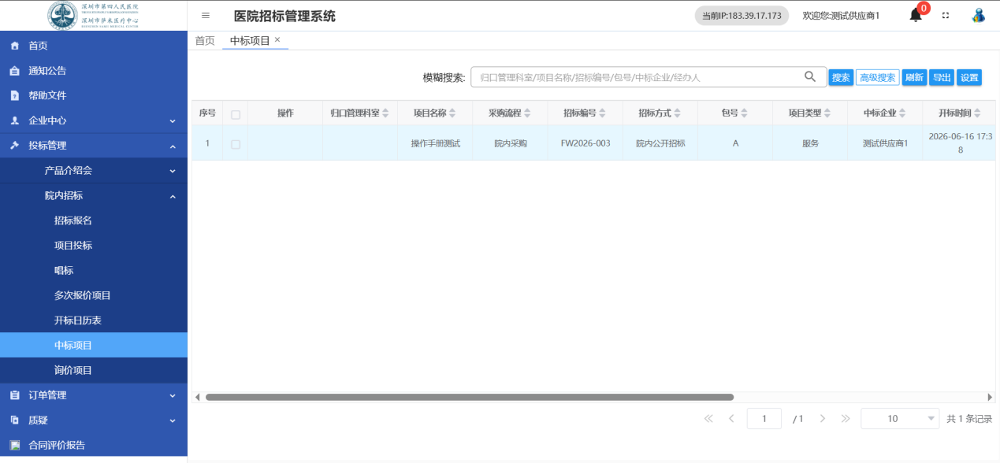 深圳市第四人民医院
深圳市萨米医疗中心
医院招标管理系统
当前IP:183.39.17.173
欢迎您:测试供应商1
0
首页
通知公告
帮助文件
企业中心
投标管理
产品介绍会
院内招标
招标报名
项目投标
唱标
多次报价项目
开标日历表
中标项目
询价项目
订单管理
质疑
合同评价报告
首页 中标项目 ×
模糊搜索: 归口管理科室/项目名称/招标编号/包号/中标企业/经办人 搜索 高级搜索 刷新 导出 设置
序号 操作 归口管理科室 项目名称 采购流程 招标编号 招标方式 包号 项目类型 中标企业 开标时间
1 操作手册测试 院内采购 FW2026-003 院内公开招标 A 服务 测试供应商1 2026-06-16 17:3
8
1 / 1 10 共 1 条记录